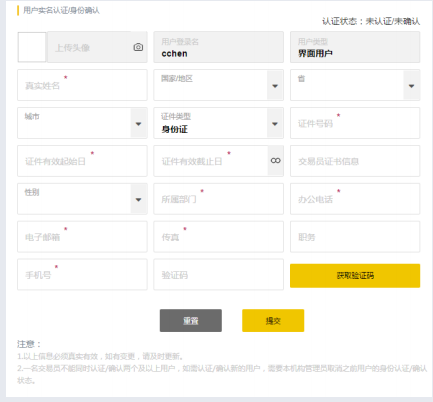 用户实名认证/身份确认
认证状态：未认证/未确认
上传头像
用户登录名
cchen
用户类型
界面用户
真实姓名 *
国家/地区
省
城市
证件类型
身份证
证件号码 *
证件有效起始日 *
证件有效截止日 *
交易员证书信息
性别
所属部门 *
办公电话 *
电子邮箱 *
传真 *
职务
手机号 *
验证码
获取验证码
重置
提交
注意：
1.以上信息必须真实有效，如有变更，请及时更新。
2.一名交易员不能同时认证/确认两个及以上用户，如需认证/确认新的用户，需要本机构管理员取消之前用户的身份认证/确认
状态。